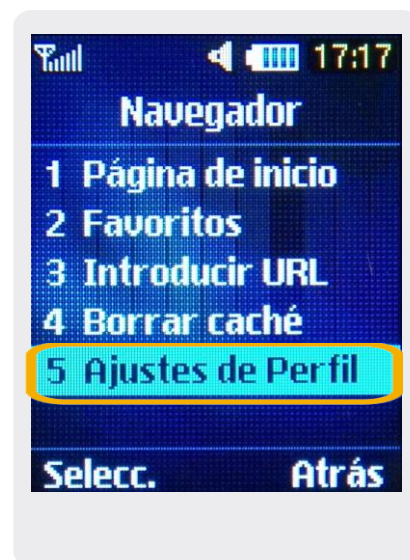 17:17
Navegador
1 Página de inicio
2 Favoritos
3 Introducir URL
4 Borrar caché
5 Ajustes de Perfil
Selecc. Atrás